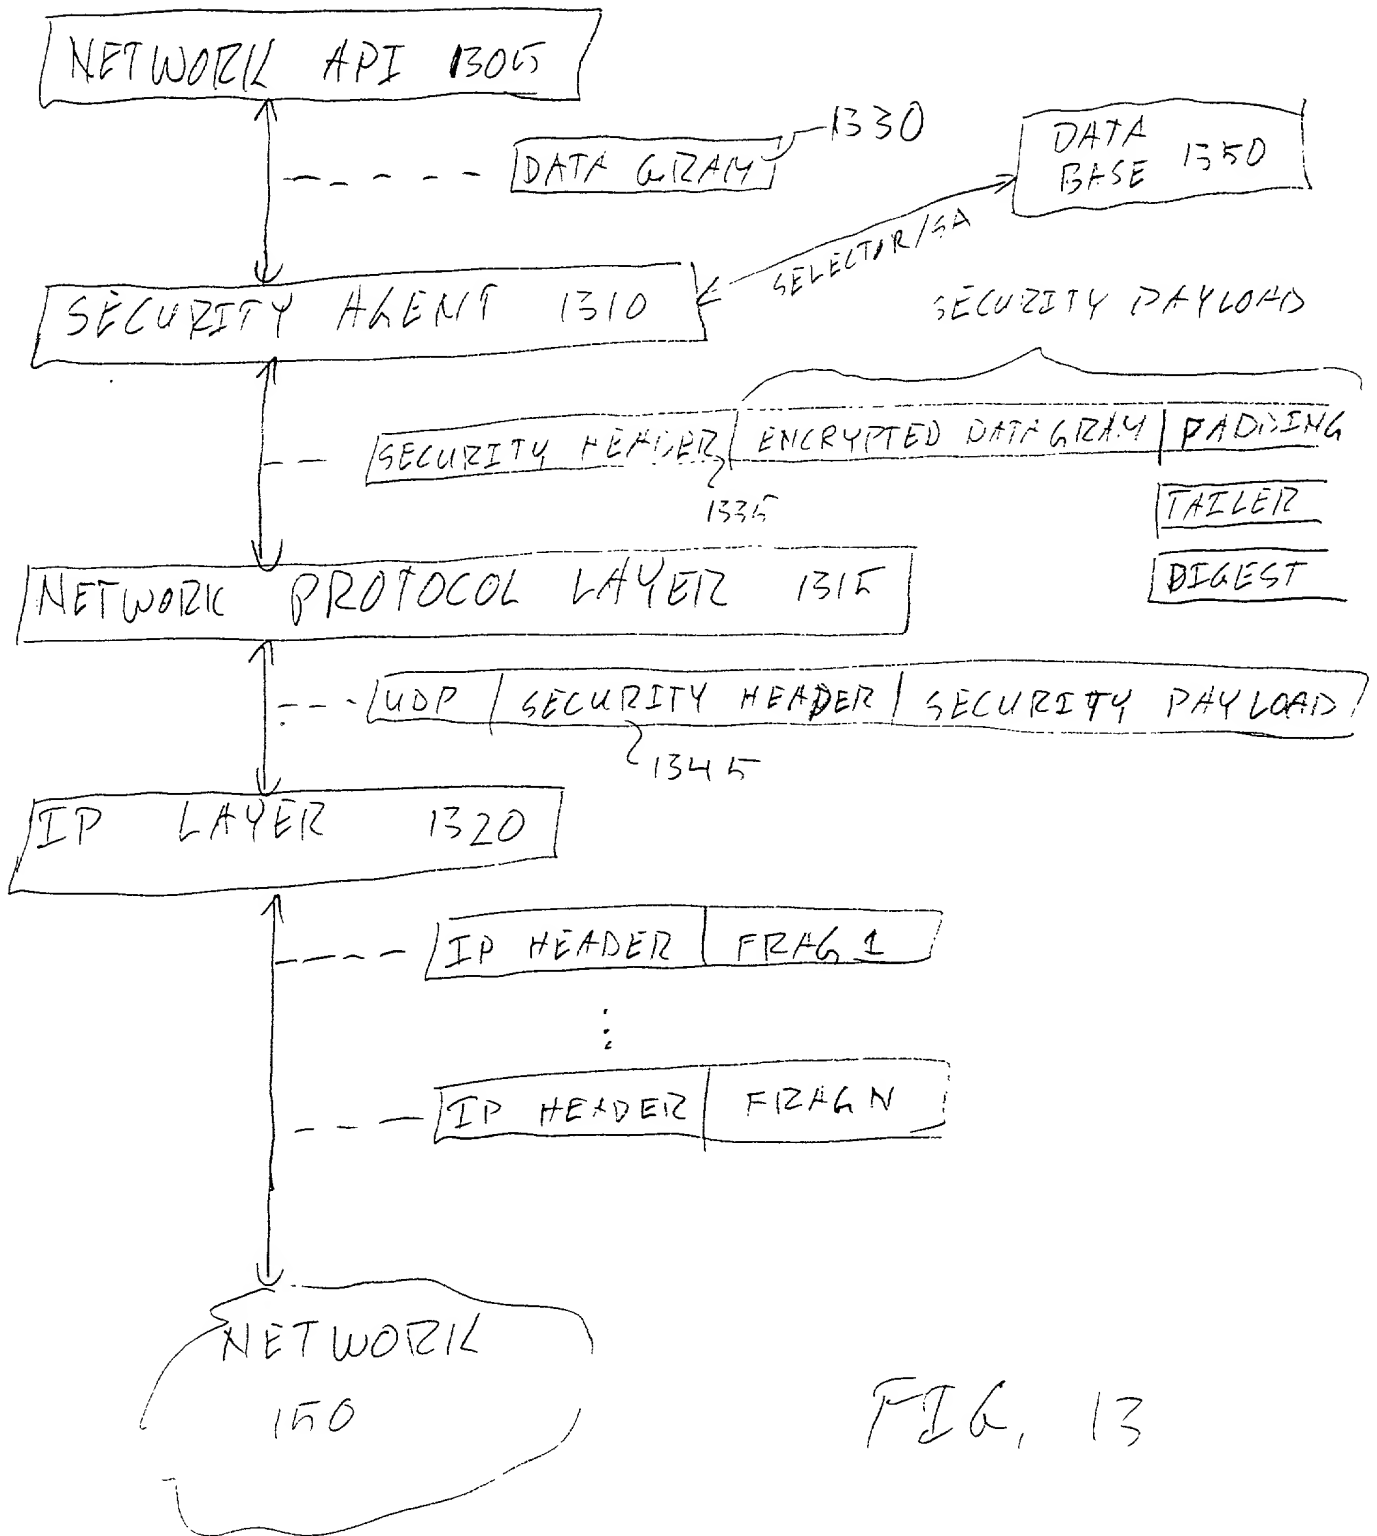 NETWORK API 1305
1330
DATA GRAM
DATA
BASE 1350
SELECTOR/SA
SECURITY AGENT 1310
SECURITY PAYLOAD
SECURITY HEADER ENCRYPTED DATAGRAM PADDING
1335
TAILER
DIGEST
NETWORK PROTOCOL LAYER 1315
UDP SECURITY HEADER SECURITY PAYLOAD
1345
IP LAYER 1320
IP HEADER FRAG 1
IP HEADER FRAG N
NETWORK
150
FIG. 13